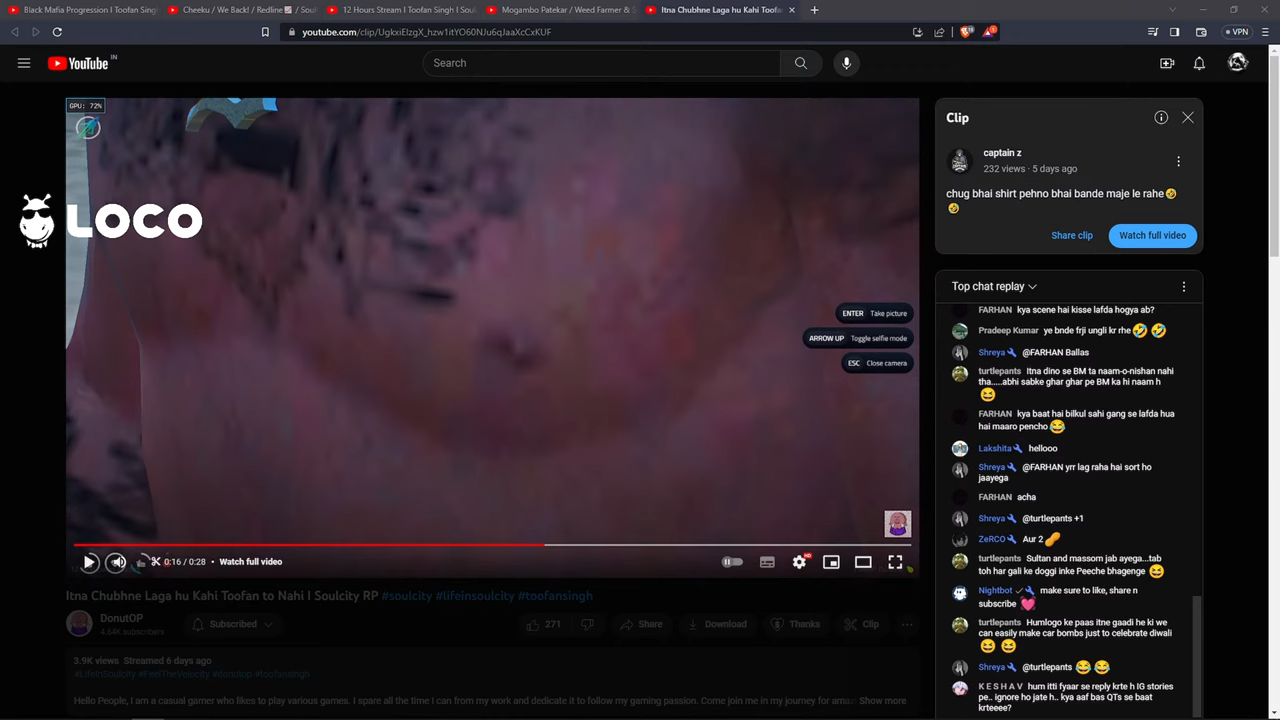 Black Mafia Progression I Toofan Sing
Cheeku / We Back! / Redline📈 / Soul
12 Hours Stream I Toofan Singh I Soul
Mogambo Patekar / Weed Farmer & S
Itna Chubhne Laga hu Kahi Toofan
youtube.com/clip/UgkxiElzgX_hzw1itYO60NJu6qJaaXcCxKUF
VPN
YouTube IN
Search
GPU: 72%
LOCO
ENTER Take picture
ARROW UP Toggle selfie mode
ESC Close camera
0:16 / 0:28 • Watch full video
HD
Itna Chubhne Laga hu Kahi Toofan to Nahi I Soulcity RP #soulcity #lifeinsoulcity #toofansingh
DonutOP
4.64K subscribers
Subscribed
271
Share
Download
Thanks
Clip
3.9K views Streamed 6 days ago
#LifeInSoulcity #FeelTheVelocity #donutop #toofansingh
Hello People, I am a casual gamer who likes to play various games. I spare all the time I can from my work and dedicate it to follow my gaming passion. Come join me in my journey for amaz Show more
Clip
captain z
232 views · 5 days ago
chug bhai shirt pehno bhai bande maje le rahe🤣
🤣
Share clip
Watch full video
Top chat replay
FARHAN kya scene hai kisse lafda hogya ab?
Pradeep Kumar ye bnde frji ungli kr rhe 🤣 🤣
Shreya @FARHAN Ballas
turtlepants Itna dino se BM ta naam-o-nishan nahi
tha.....abhi sabke ghar ghar pe BM ka hi naam h
😆
FARHAN kya baat hai bilkul sahi gang se lafda hua
hai maaro pencho 😂
Lakshita hellooo
Shreya @FARHAN yrr lag raha hai sort ho
jaayega
FARHAN acha
Shreya @turtlepants +1
ZeRCO Aur 2 🥜
turtlepants Sultan and massom jab ayega...tab
toh har gali ke doggi inke Peeche bhagenge 😆
Nightbot make sure to like, share n
subscribe 💓
turtlepants Humlogo ke paas itne gaadi he ki we
can easily make car bombs just to celebrate diwali
😆 😆
Shreya @turtlepants 😂 😂
K E S H A V hum itti fyaar se reply krte h IG stories
pe.. ignore ho jate h.. kya aaf bas QTs se baat
krteeee?